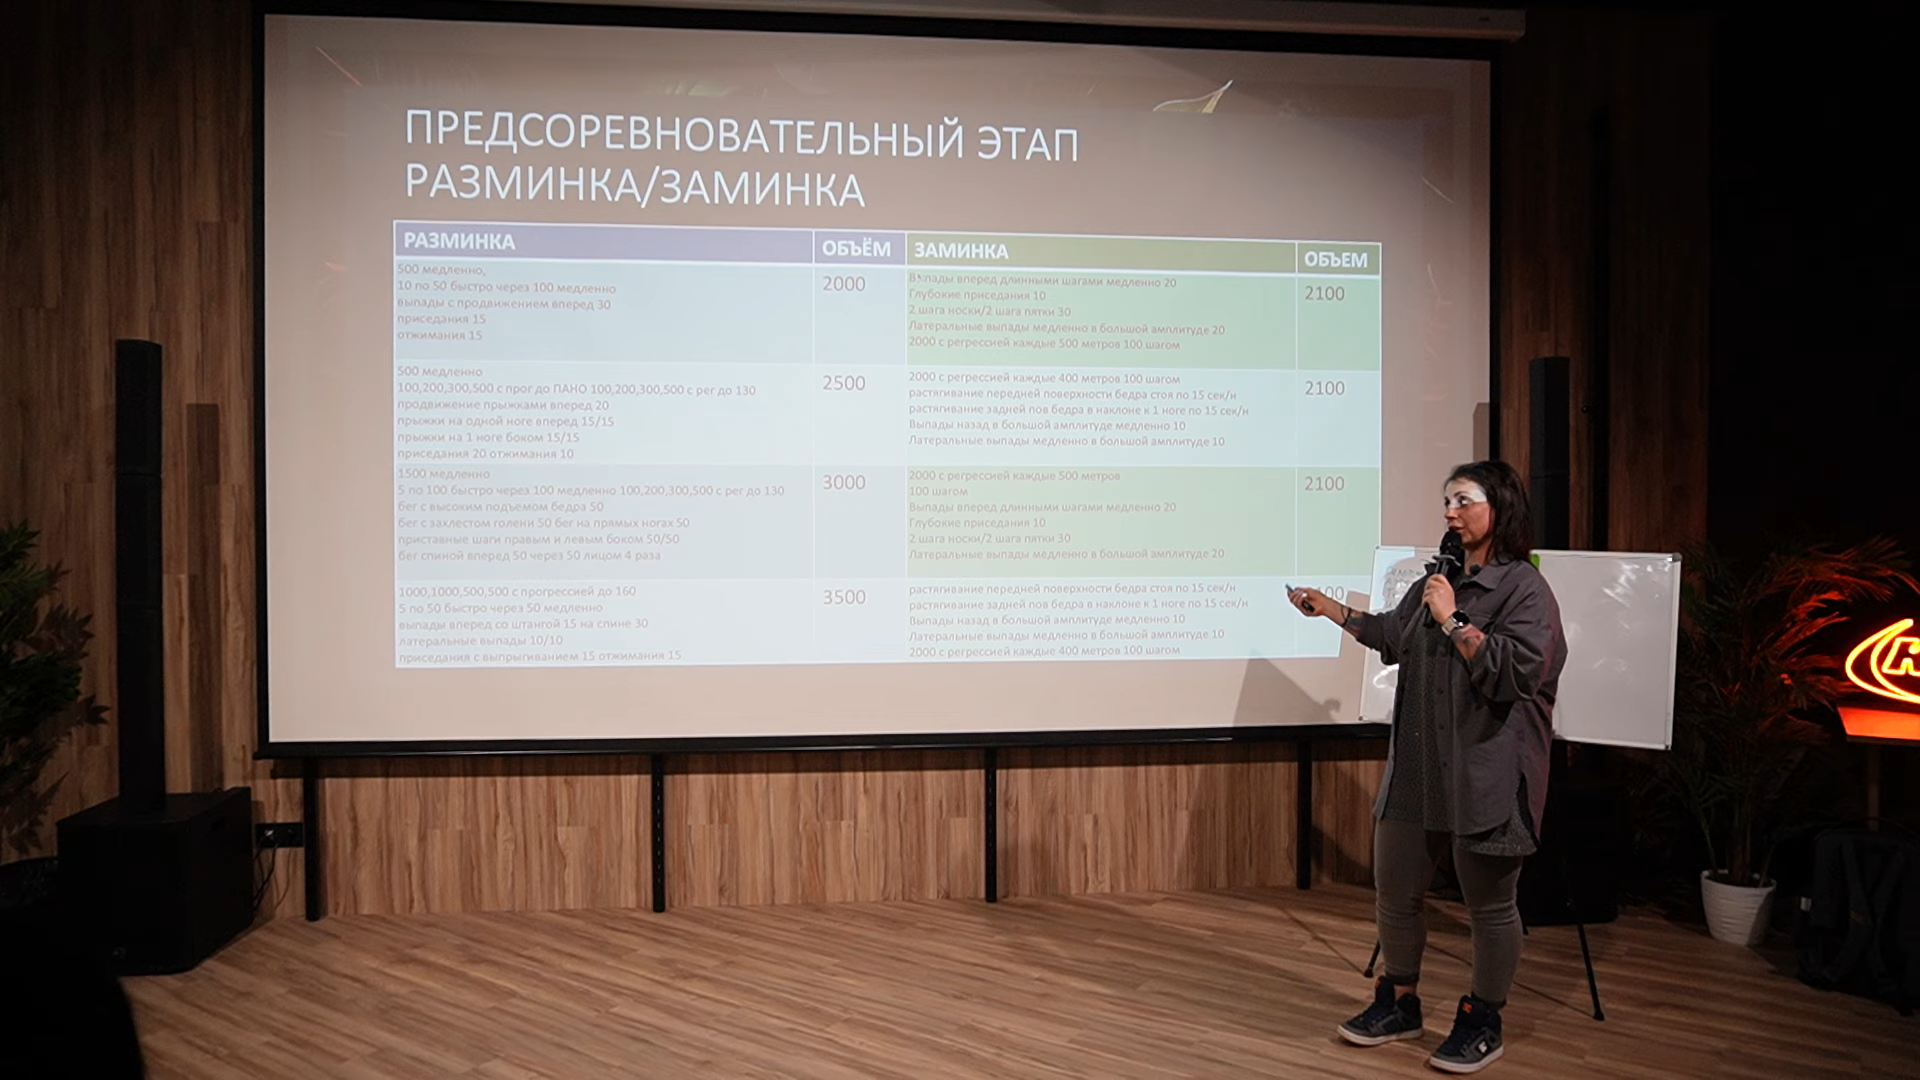 ПРЕДСОРЕВНОВАТЕЛЬНЫЙ ЭТАП
РАЗМИНКА/ЗАМИНКА
РАЗМИНКА
ОБЪЁМ
ЗАМИНКА
ОБЪЕМ
500 медленно,
10 по 50 быстро через 100 медленно
выпады с продвижением вперед 30
приседания 15
отжимания 15
2000
Выпады вперед длинными шагами медленно 20
Глубокие приседания 10
2 шага носки/2 шага пятки 30
Латеральные выпады медленно в большой амплитуде 20
2000 с регрессией каждые 500 метров 100 шагом
2100
500 медленно
100,200,300,500 с прог до ПАНО 100,200,300,500 с рег до 130
продвижение прыжками вперед 20
прыжки на одной ноге вперед 15/15
прыжки на 1 ноге боком 15/15
приседания 20 отжимания 10
2500
2000 с регрессией каждые 400 метров 100 шагом
растягивание передней поверхности бедра стоя по 15 сек/н
растягивание задней пов бедра в наклоне к 1 ноге по 15 сек/н
Выпады назад в большой амплитуде медленно 10
Латеральные выпады медленно в большой амплитуде 10
2100
1500 медленно
5 по 100 быстро через 100 медленно 100,200,300,500 с рег до 130
бег с высоким подъемом бедра 50
бег с захлестом голени 50 бег на прямых ногах 50
приставные шаги правым и левым боком 50/50
бег спиной вперед 50 через 50 лицом 4 раза
3000
2000 с регрессией каждые 500 метров
100 шагом
Выпады вперед длинными шагами медленно 20
Глубокие приседания 10
2 шага носки/2 шага пятки 30
Латеральные выпады медленно в большой амплитуде 20
2100
1000,1000,500,500 с прогрессией до 160
5 по 50 быстро через 50 медленно
выпады вперед со штангой 15 на спине 30
латеральные выпады 10/10
приседания с выпрыгиванием 15 отжимания 15
3500
растягивание передней поверхности бедра стоя по 15 сек/н
растягивание задней пов бедра в наклоне к 1 ноге по 15 сек/н
Выпады назад в большой амплитуде медленно 10
Латеральные выпады медленно в большой амплитуде 10
2000 с регрессией каждые 400 метров 100 шагом